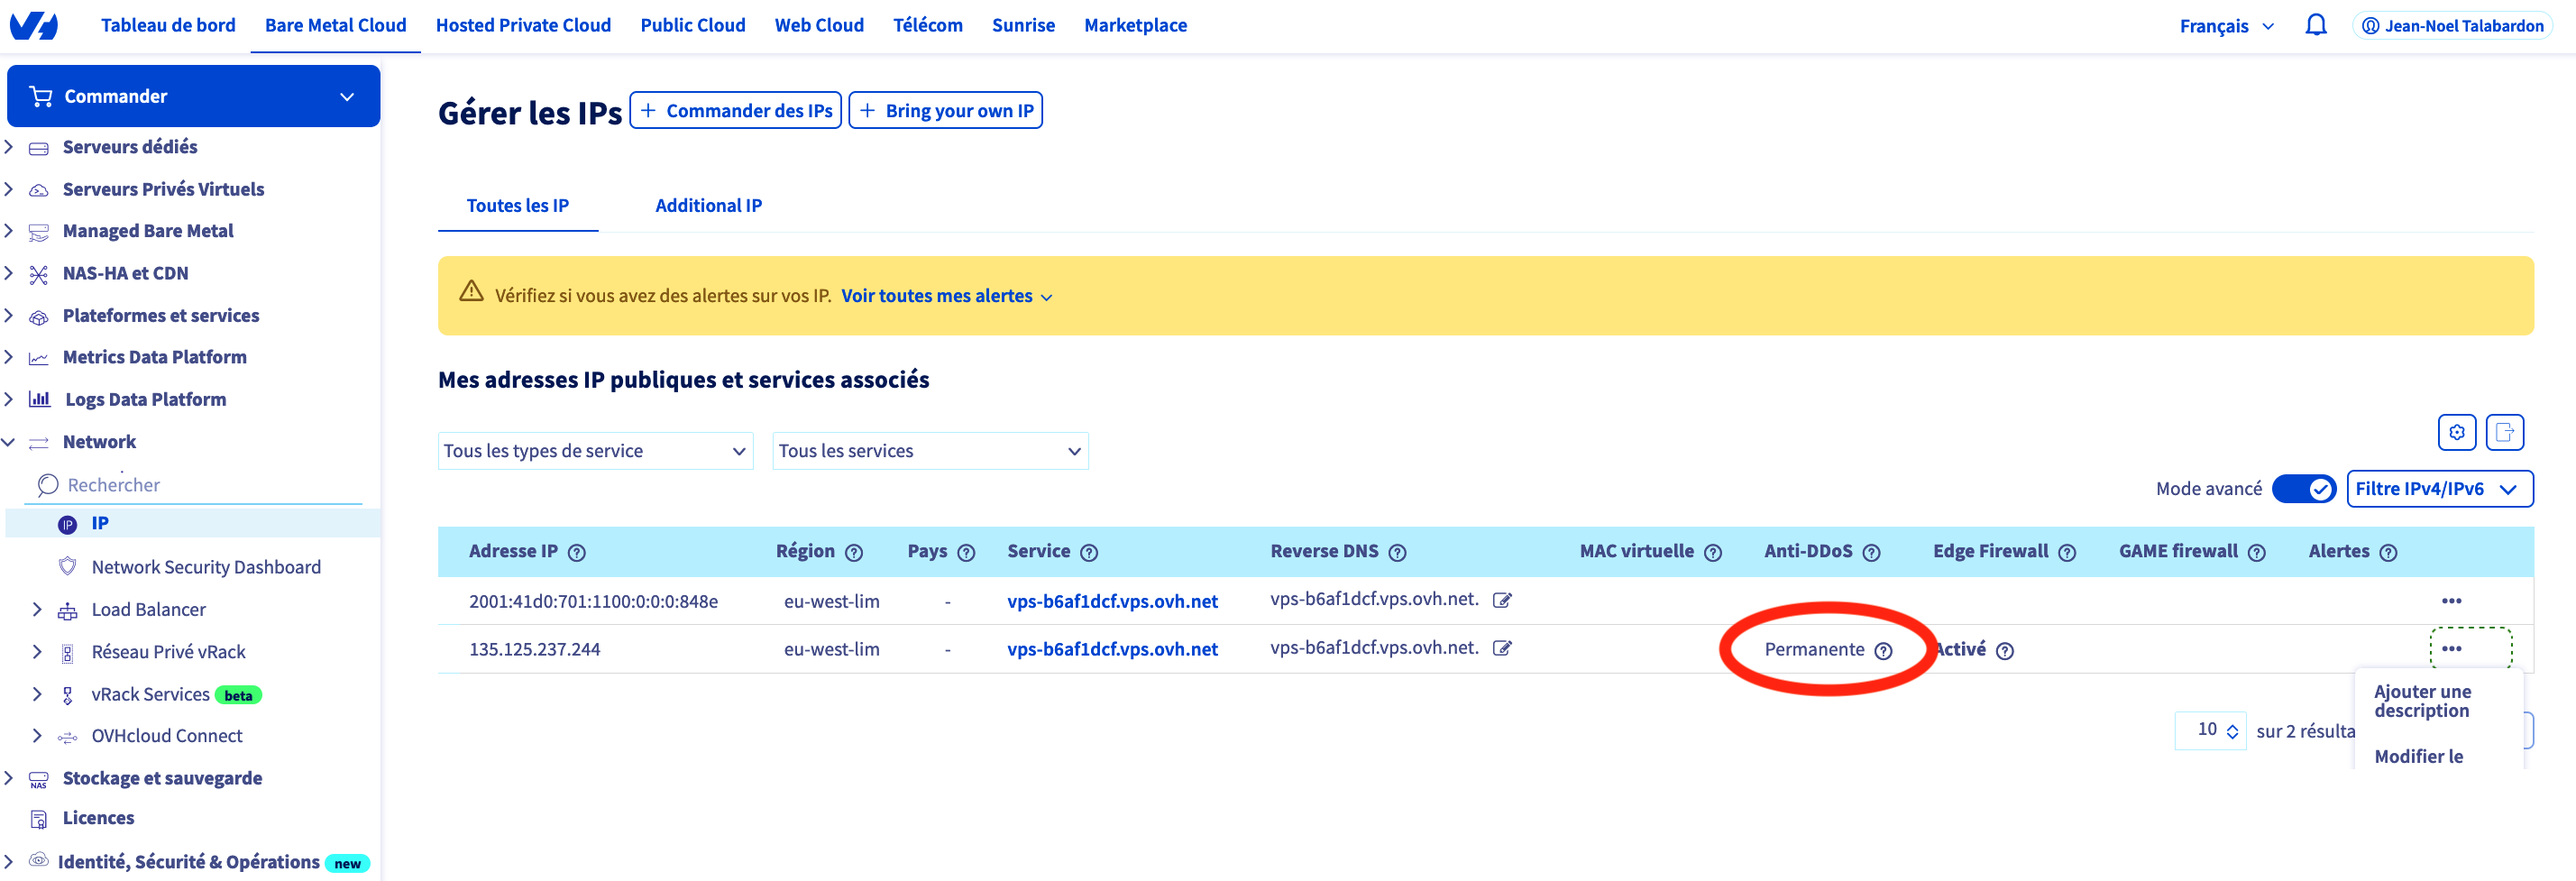 Tableau de bord Bare Metal Cloud Hosted Private Cloud Public Cloud Web Cloud Télécom Sunrise Marketplace Français Jean-Noel Talabardon
Commander
Serveurs dédiés
Serveurs Privés Virtuels
Managed Bare Metal
NAS-HA et CDN
Plateformes et services
Metrics Data Platform
Logs Data Platform
Network
Rechercher
IP IP
Network Security Dashboard
Load Balancer
Réseau Privé vRack
vRack Services beta
OVHcloud Connect
NAS Stockage et sauvegarde
Licences
Identité, Sécurité & Opérations new
Gérer les IPs + Commander des IPs + Bring your own IP
Toutes les IP Additional IP
Vérifiez si vous avez des alertes sur vos IP. Voir toutes mes alertes
Mes adresses IP publiques et services associés
Tous les types de service Tous les services
Mode avancé Filtre IPv4/IPv6
Adresse IP ? Région ? Pays ? Service ? Reverse DNS ? MAC virtuelle ? Anti-DDoS ? Edge Firewall ? GAME firewall ? Alertes ?
2001:41d0:701:1100:0:0:0:848e eu-west-lim - vps-b6af1dcf.vps.ovh.net vps-b6af1dcf.vps.ovh.net. •••
135.125.237.244 eu-west-lim - vps-b6af1dcf.vps.ovh.net vps-b6af1dcf.vps.ovh.net. Permanente ? Activé ? •••
Ajouter une
description
10 sur 2 résulta
Modifier le